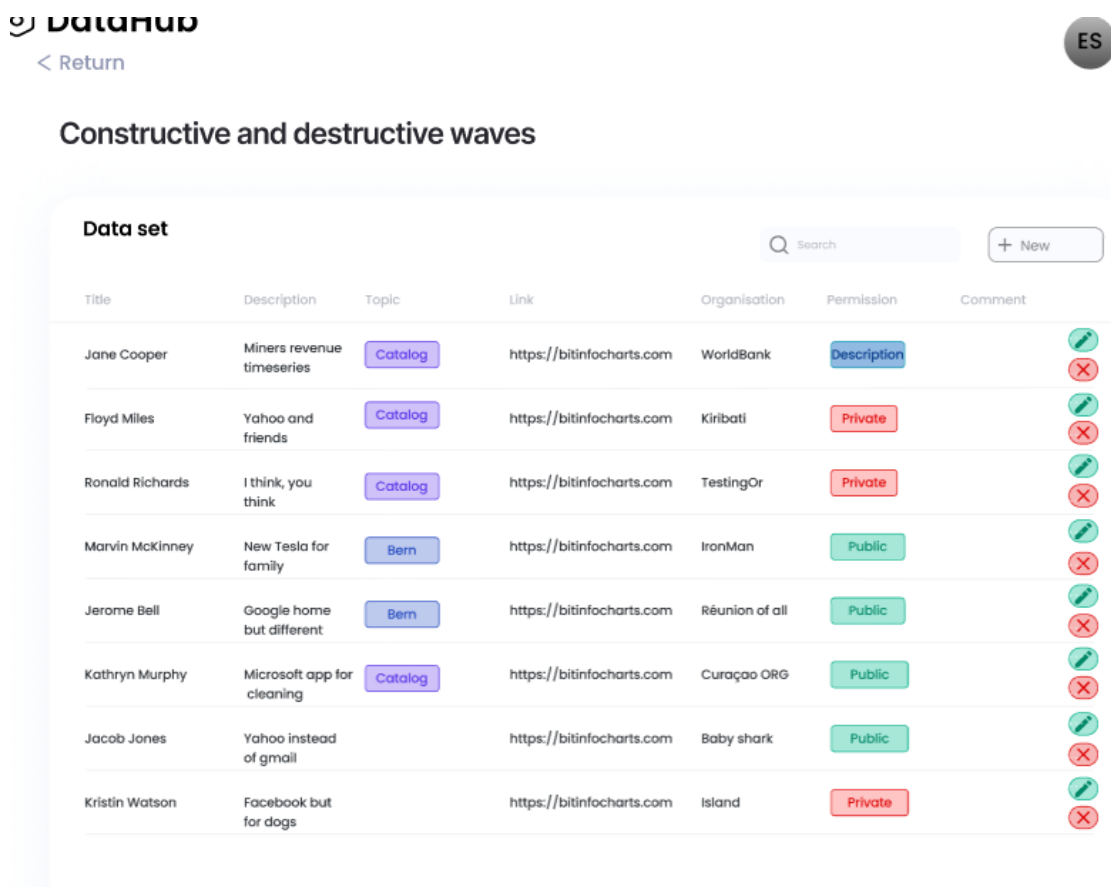 DataHub
ES
< Return
Constructive and destructive waves
Data set
Search
+ New
Title Description Topic Link Organisation Permission Comment
Jane Cooper Miners revenue Catalog https://bitinfocharts.com WorldBank Description
timeseries
Floyd Miles Yahoo and Catalog https://bitinfocharts.com Kiribati Private
friends
Ronald Richards I think, you Catalog https://bitinfocharts.com TestingOr Private
think
Marvin McKinney New Tesla for Bern https://bitinfocharts.com IronMan Public
family
Jerome Bell Google home Bern https://bitinfocharts.com Réunion of all Public
but different
Kathryn Murphy Microsoft app for Catalog https://bitinfocharts.com Curaçao ORG Public
cleaning
Jacob Jones Yahoo instead https://bitinfocharts.com Baby shark Public
of gmail
Kristin Watson Facebook but https://bitinfocharts.com Island Private
for dogs